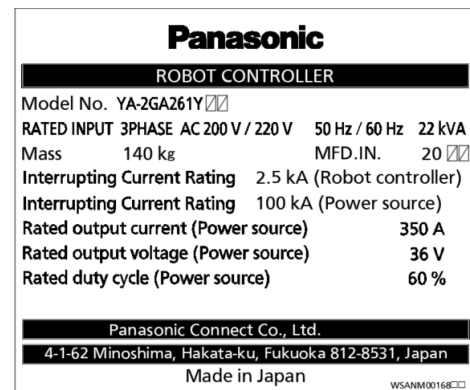 Panasonic
ROBOT CONTROLLER
Model No. YA-2GA261Y⍁⍁
RATED INPUT 3PHASE AC 200 V / 220 V 50 Hz / 60 Hz 22 kVA
Mass 140 kg MFD.IN. 20 ⍁⍁
Interrupting Current Rating 2.5 kA (Robot controller)
Interrupting Current Rating 100 kA (Power source)
Rated output current (Power source) 350 A
Rated output voltage (Power source) 36 V
Rated duty cycle (Power source) 60 %
Panasonic Connect Co., Ltd.
4-1-62 Minoshima, Hakata-ku, Fukuoka 812-8531, Japan
Made in Japan
WSANM00168□□